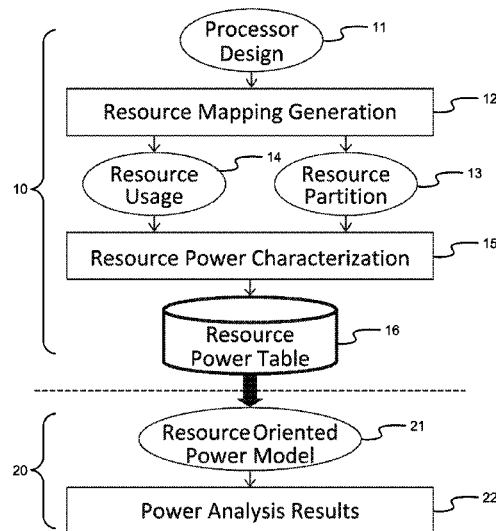 Processor
Design
11
Resource Mapping Generation
12
10
Resource
Usage
14
Resource
Partition
13
Resource Power Characterization
15
Resource
Power Table
16
20
Resource Oriented
Power Model
21
Power Analysis Results
22